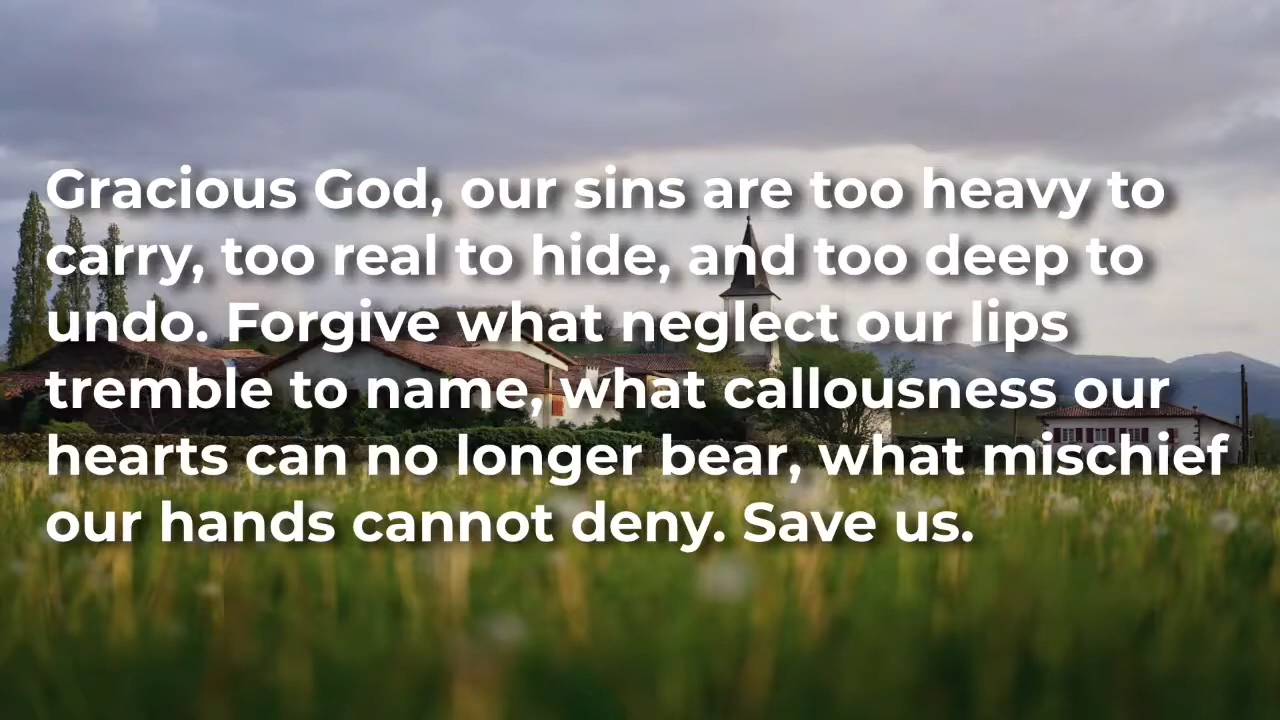 Gracious God, our sins are too heavy to
carry, too real to hide, and too deep to
undo. Forgive what neglect our lips
tremble to name, what callousness our
hearts can no longer bear, what mischief
our hands cannot deny. Save us.